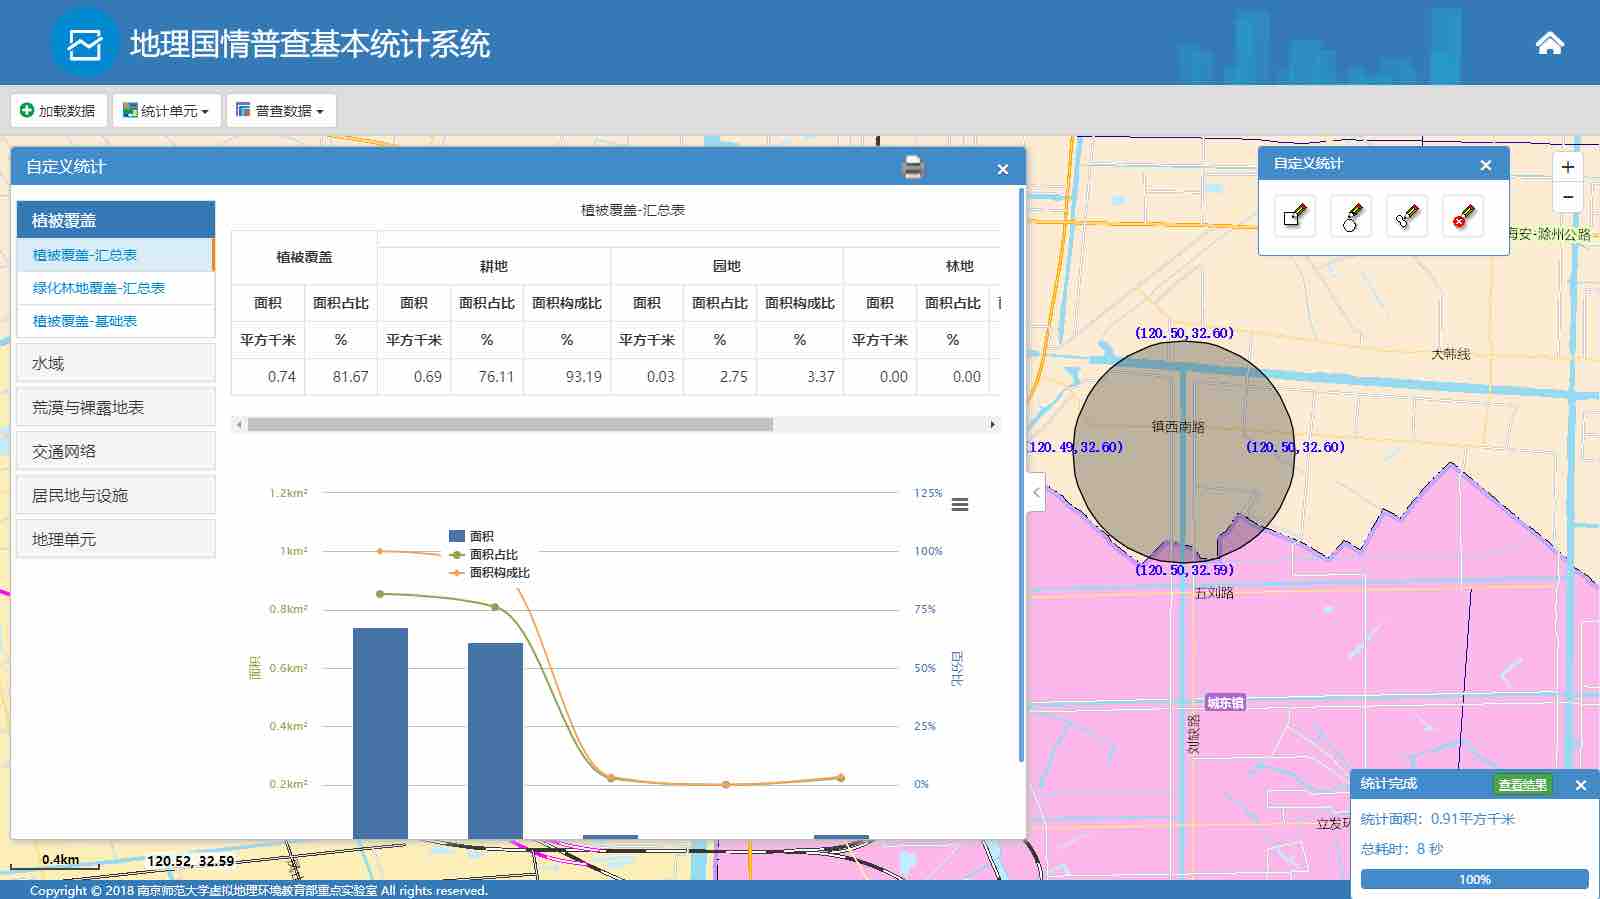 地理国情普查基本统计系统
加载数据
统计单元
普查数据
自定义统计
植被覆盖
植被覆盖-汇总表
绿化林地覆盖-汇总表
植被覆盖-基础表
水域
荒漠与裸露地表
交通网络
居民地与设施
地理单元
植被覆盖-汇总表
植被覆盖
耕地 园地 林地
面积 面积占比 面积 面积占比 面积构成比 面积 面积占比 面积构成比 面积 面积占比
平方千米 % 平方千米 % % 平方千米 % % 平方千米 %
0.74 81.67 0.69 76.11 93.19 0.03 2.75 3.37 0.00 0.00
1.2km² 125%
面积
1km² 面积占比 100%
面积构成比
0.8km² 75%
面积 0.6km² 50% 百分比
0.4km² 25%
0.2km² 0%
自定义统计
海安-滁州公路
大韩线
(120.50,32.60)
镇西南路
120.49,32.60)
(120.50,32.60)
(120.50,32.59)
五刘路
城东镇
刘缺路
立发环
统计完成 查看结果
统计面积：0.91平方千米
总耗时：8 秒
100%
0.4km
120.52, 32.59
Copyright © 2018 南京师范大学虚拟地理环境教育部重点实验室 All rights reserved.